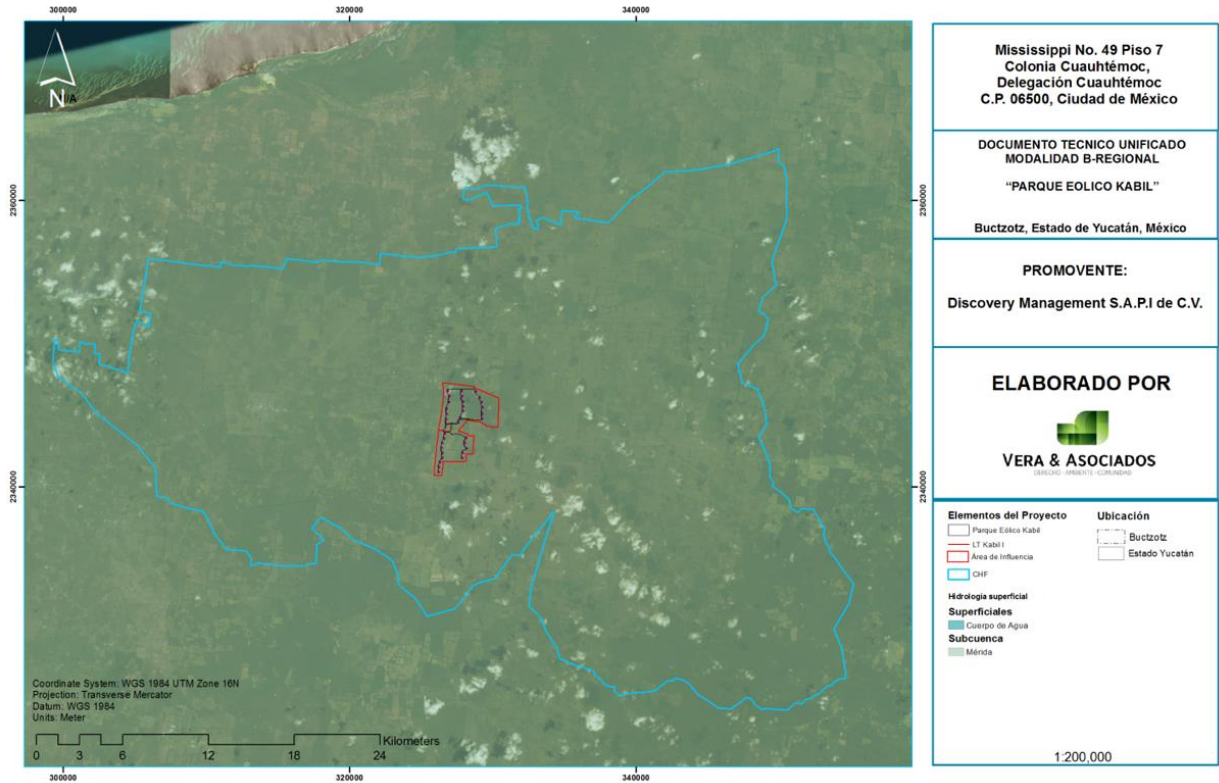 300000 320000 340000
N/A
2360000 2360000
2340000 2340000
Coordinate System: WGS 1984 UTM Zone 16N
Projection: Transverse Mercator
Datum: WGS 1984
Units: Meter
Kilometers
0 3 6 12 18 24
300000 320000 340000
Mississippi No. 49 Piso 7
Colonia Cuauhtémoc,
Delegación Cuauhtémoc
C.P. 06500, Ciudad de México
DOCUMENTO TECNICO UNIFICADO
MODALIDAD B-REGIONAL
“PARQUE EOLICO KABIL”
Buctzotz, Estado de Yucatán, México
PROMOVENTE:
Discovery Management S.A.P.I de C.V.
ELABORADO POR
VERA & ASOCIADOS
DERECHO - AMBIENTE - COMUNIDAD
Elementos del Proyecto
Parque Eólico Kabil
LT Kabil I
Área de Influencia
CHF
Hidrología superficial
Superficiales
Cuerpo de Agua
Subcuenca
Mérida
Ubicación
Buctzotz
Estado Yucatán
1:200,000